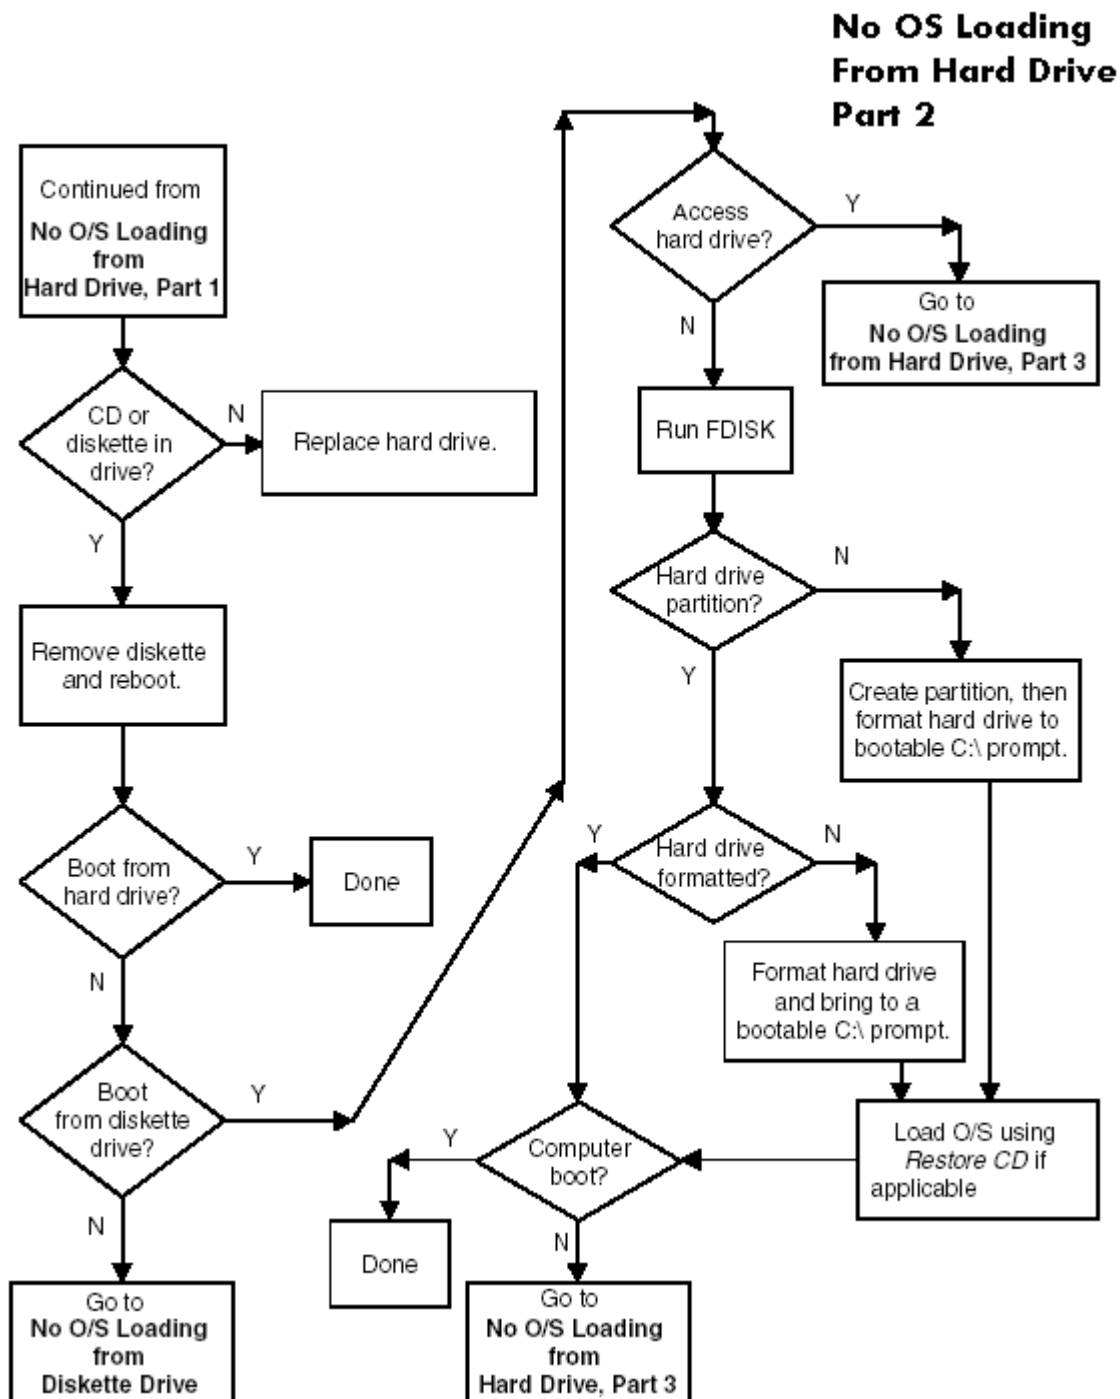 No OS Loading
From Hard Drive
Part 2
Continued from
No O/S Loading
from
Hard Drive, Part 1
CD or
diskette in
drive?
N
Replace hard drive.
Y
Remove diskette
and reboot.
Boot from
hard drive?
Y
Done
N
Boot
from diskette
drive?
Y
N
Go to
No O/S Loading
from
Diskette Drive
Access
hard drive?
Y
Go to
No O/S Loading
from Hard Drive, Part 3
N
Run FDISK
Hard drive
partition?
N
Create partition, then
format hard drive to
bootable C:\ prompt.
Y
Hard drive
formatted?
Y
N
Format hard drive
and bring to a
bootable C:\ prompt.
Load O/S using
Restore CD if
applicable
Computer
boot?
Y
Done
N
Go to
No O/S Loading
from
Hard Drive, Part 3